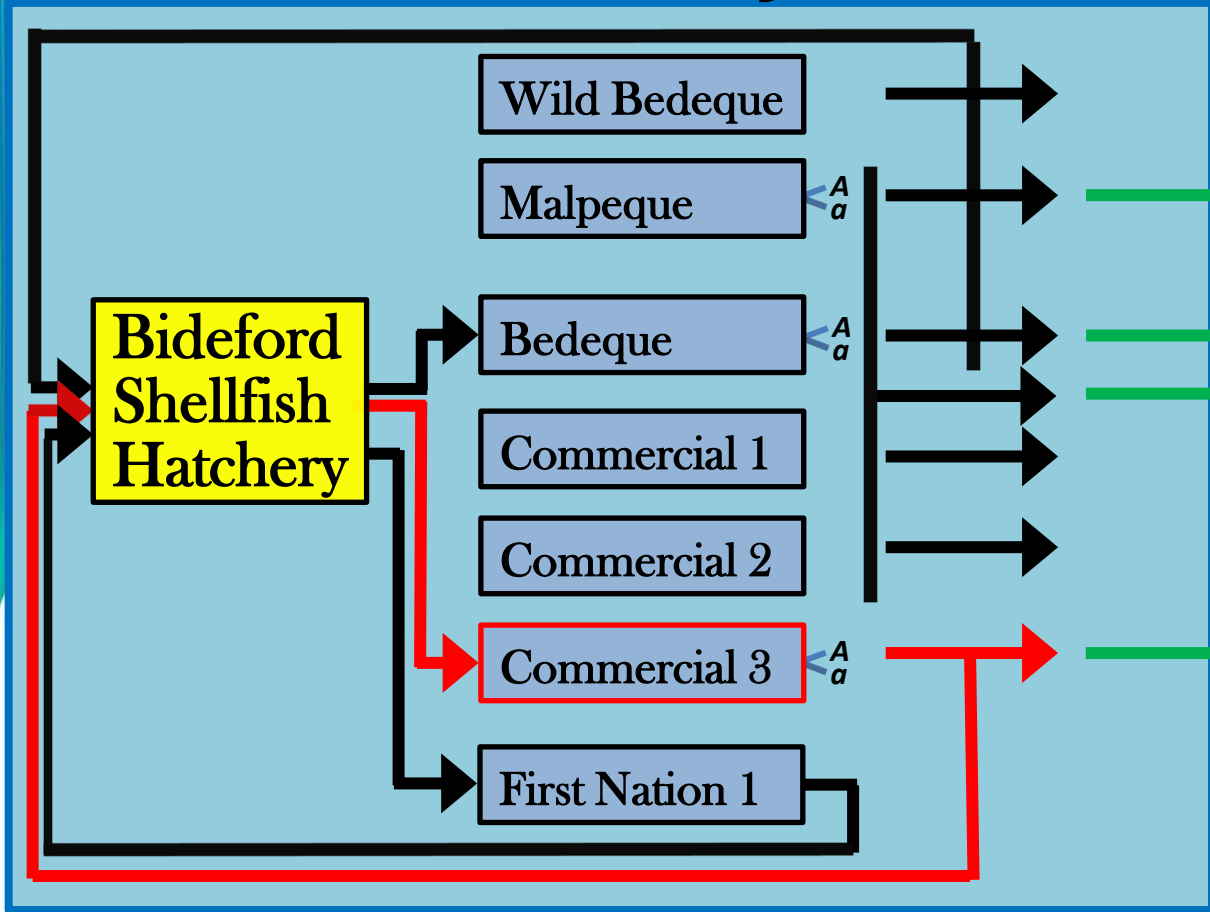 Wild Bedeque
Malpeque
A
a
Bideford
Shellfish
Hatchery
Bedeque
A
a
Commercial 1
Commercial 2
Commercial 3
A
a
First Nation 1